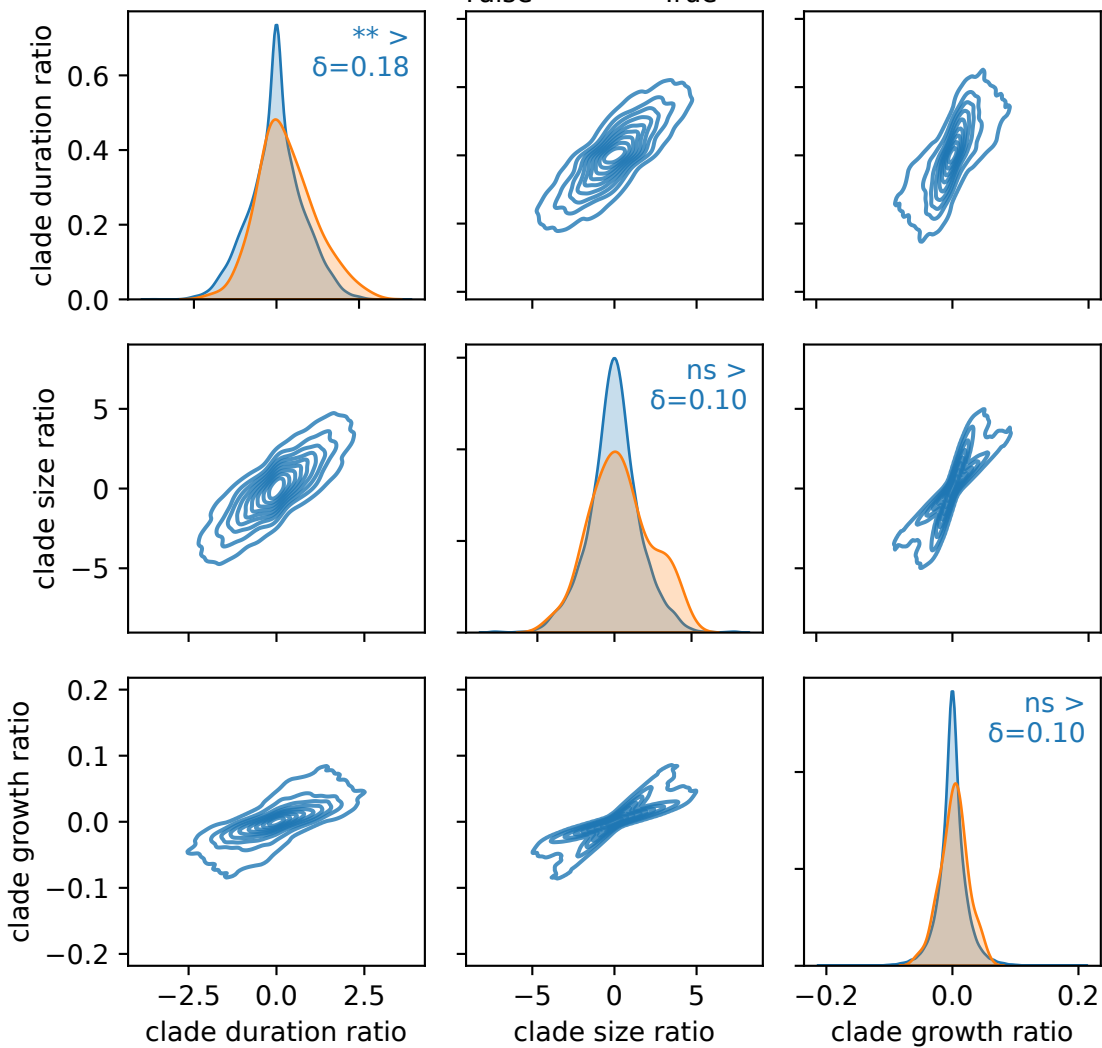 False True
clade duration ratio
0.6
0.4
0.2
0.0
** >
δ=0.18
clade size ratio
5
0
−5
ns >
δ=0.10
clade growth ratio
0.2
0.1
0.0
−0.1
−0.2
ns >
δ=0.10
−2.5 0.0 2.5
−5 0 5
−0.2 0.0 0.2
clade duration ratio
clade size ratio
clade growth ratio